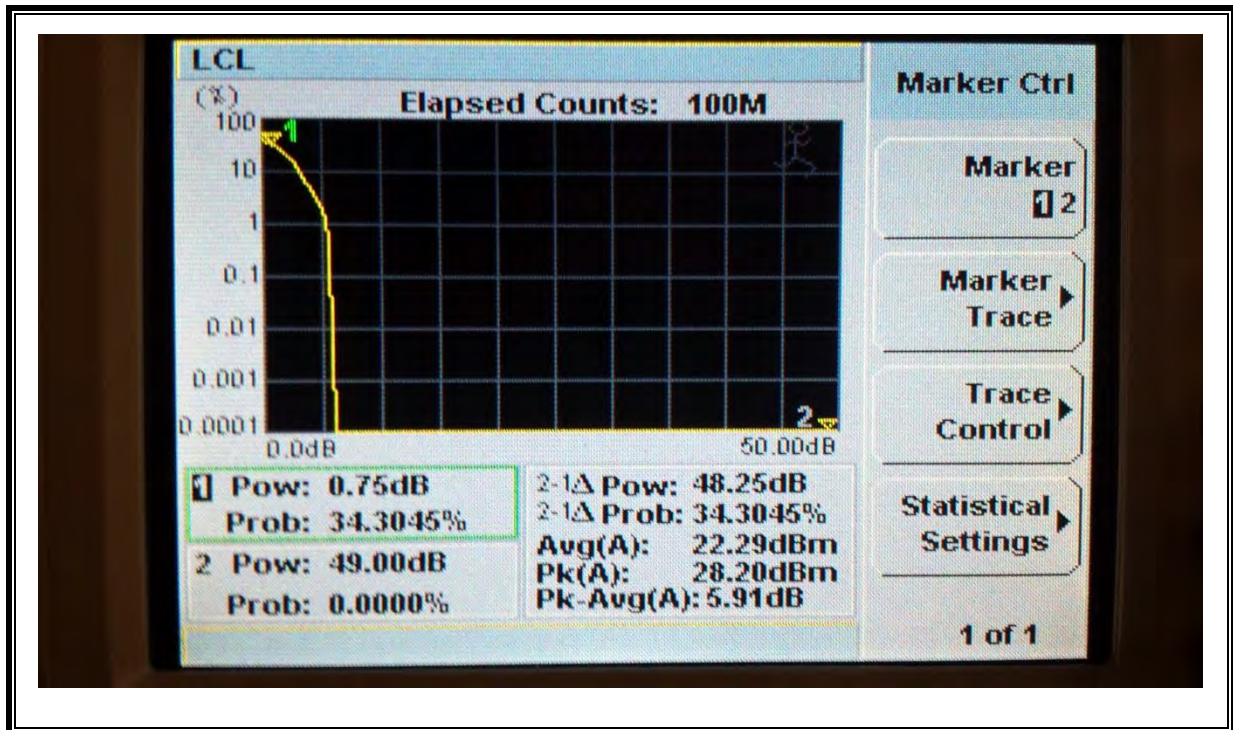 LCL
(%)
Elapsed Counts: 100M
100
10
1
0.1
0.01
0.001
0.0001
1
2
0.0dB
50.00dB
1 Pow: 0.75dB
Prob: 34.3045%
2 Pow: 49.00dB
Prob: 0.0000%
2-1Δ Pow: 48.25dB
2-1Δ Prob: 34.3045%
Avg(A): 22.29dBm
Pk(A): 28.20dBm
Pk-Avg(A): 5.91dB
Marker Ctrl
Marker
1 2
Marker
Trace
Trace
Control
Statistical
Settings
1 of 1